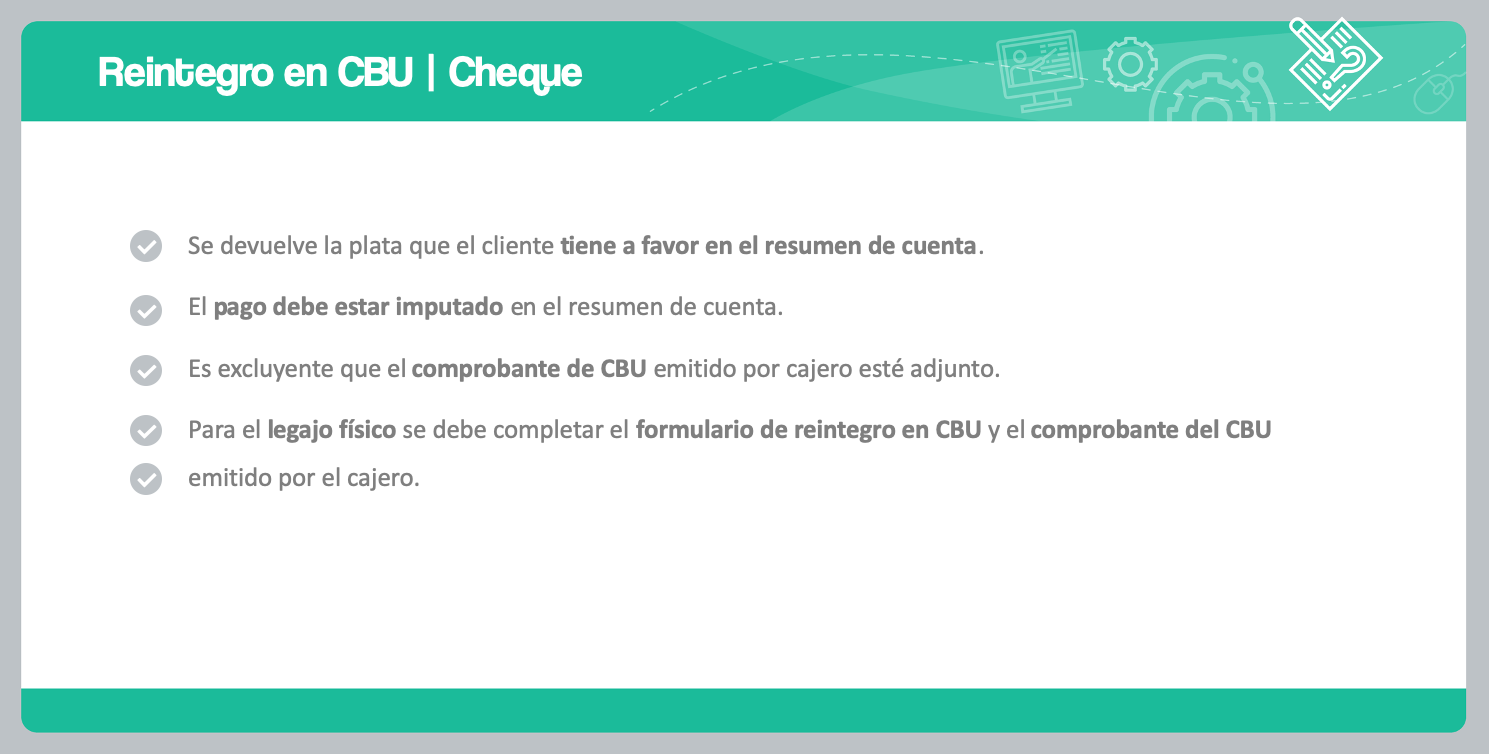 Reintegro en CBU | Cheque
Se devuelve la plata que el cliente tiene a favor en el resumen de cuenta.
El pago debe estar imputado en el resumen de cuenta.
Es excluyente que el comprobante de CBU emitido por cajero esté adjunto.
Para el legajo físico se debe completar el formulario de reintegro en CBU y el comprobante del CBU
emitido por el cajero.